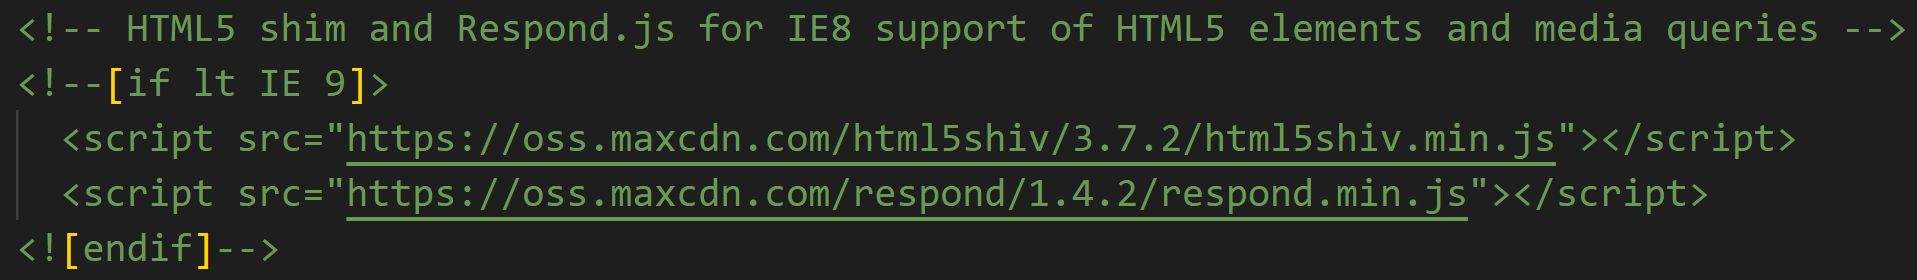 <!-- HTML5 shim and Respond.js for IE8 support of HTML5 elements and media queries -->
<!--[if lt IE 9]>
  <script src="https://oss.maxcdn.com/html5shiv/3.7.2/html5shiv.min.js"></script>
  <script src="https://oss.maxcdn.com/respond/1.4.2/respond.min.js"></script>
<![endif]-->